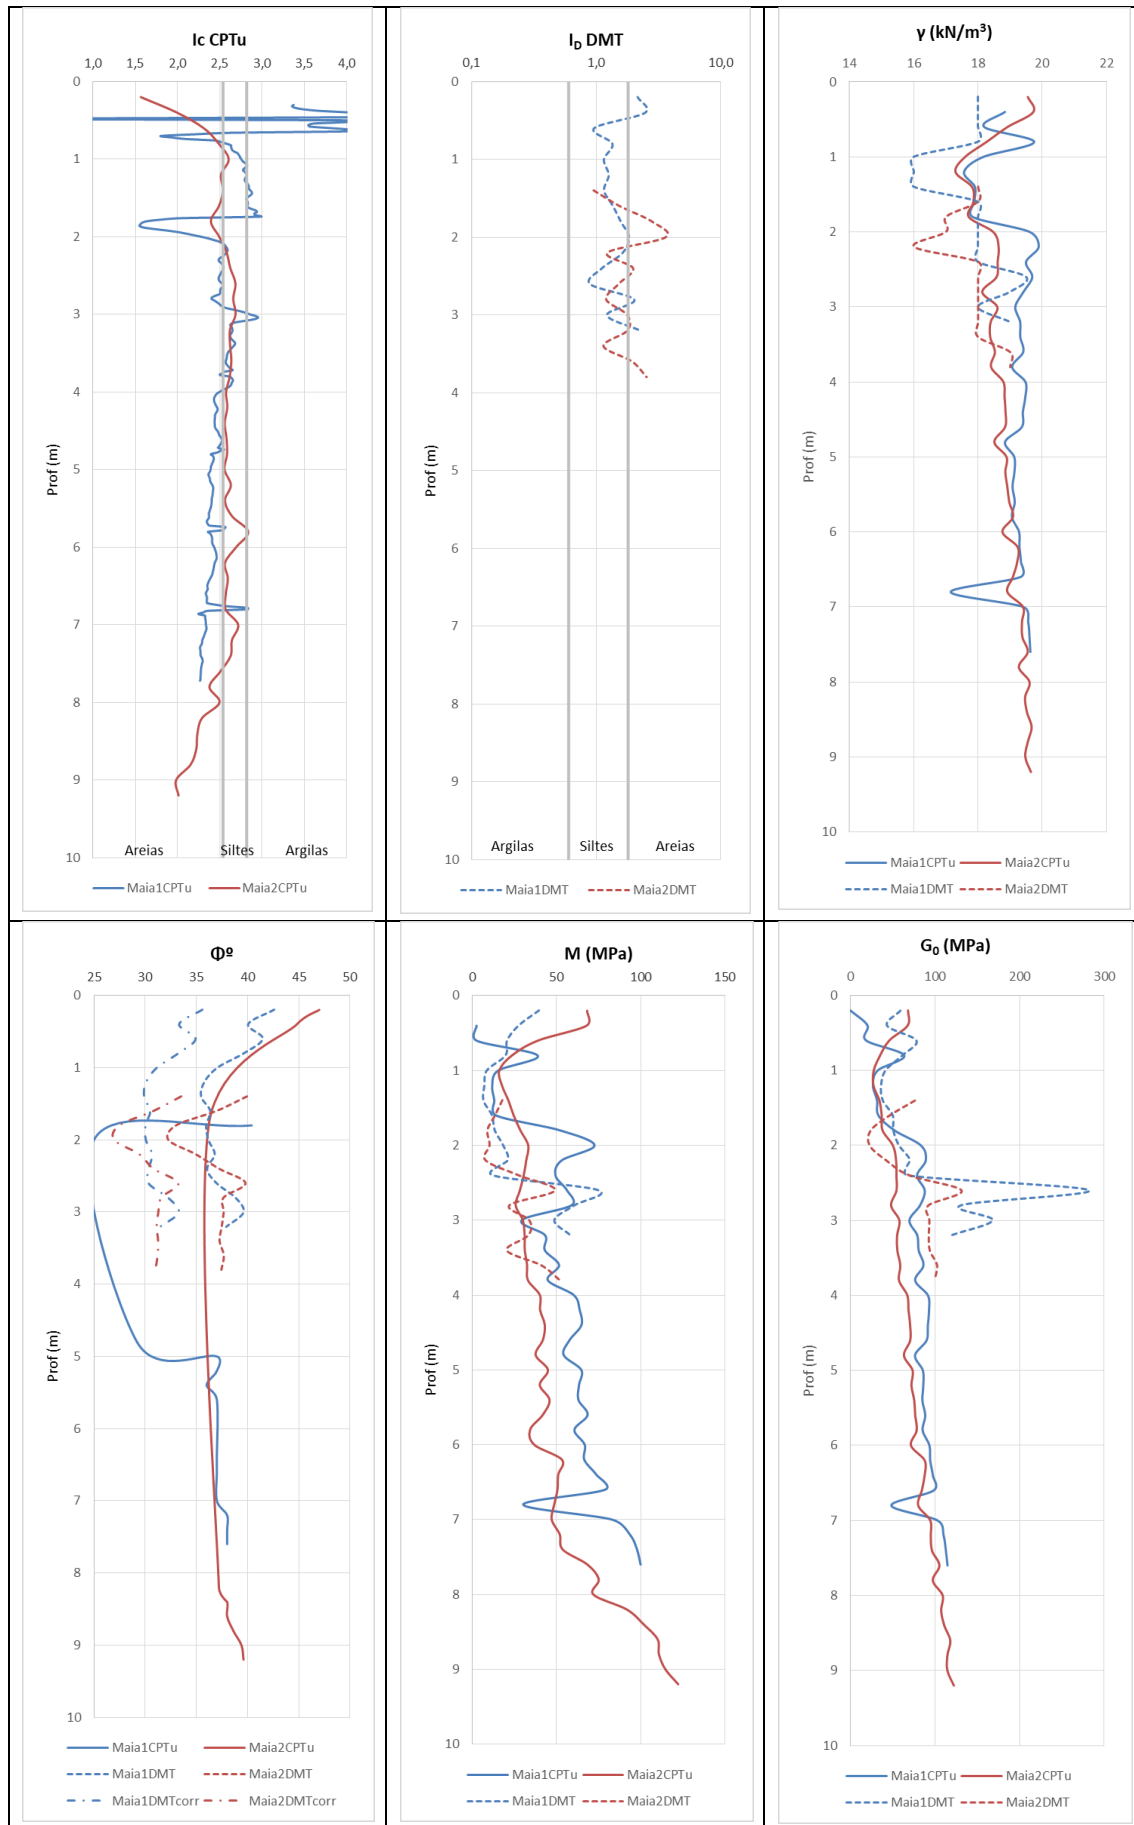 Ic CPTu
1,0 2,0 2,5 3,0 4,0
0
1
2
3
4
5
6
7
8
9
10
Prof (m)
Areias Siltes Argilas
Maia1CPTu Maia2CPTu
I_D DMT
0,1 1,0 10,0
0
1
2
3
4
5
6
7
8
9
10
Prof (m)
Argilas Siltes Areias
Maia1DMT Maia2DMT
γ (kN/m³)
14 16 18 20 22
0
1
2
3
4
5
6
7
8
9
10
Prof (m)
Maia1CPTu Maia2CPTu
Maia1DMT Maia2DMT
Φº
25 30 35 40 45 50
0
1
2
3
4
5
6
7
8
9
10
Prof (m)
Maia1CPTu Maia2CPTu
Maia1DMT Maia2DMT
Maia1DMTcorr Maia2DMTcorr
M (MPa)
0 50 100 150
0
1
2
3
4
5
6
7
8
9
10
Prof (m)
Maia1CPTu Maia2CPTu
Maia1DMT Maia2DMT
G₀ (MPa)
0 100 200 300
0
1
2
3
4
5
6
7
8
9
10
Prof (m)
Maia1CPTu Maia2CPTu
Maia1DMT Maia2DMT